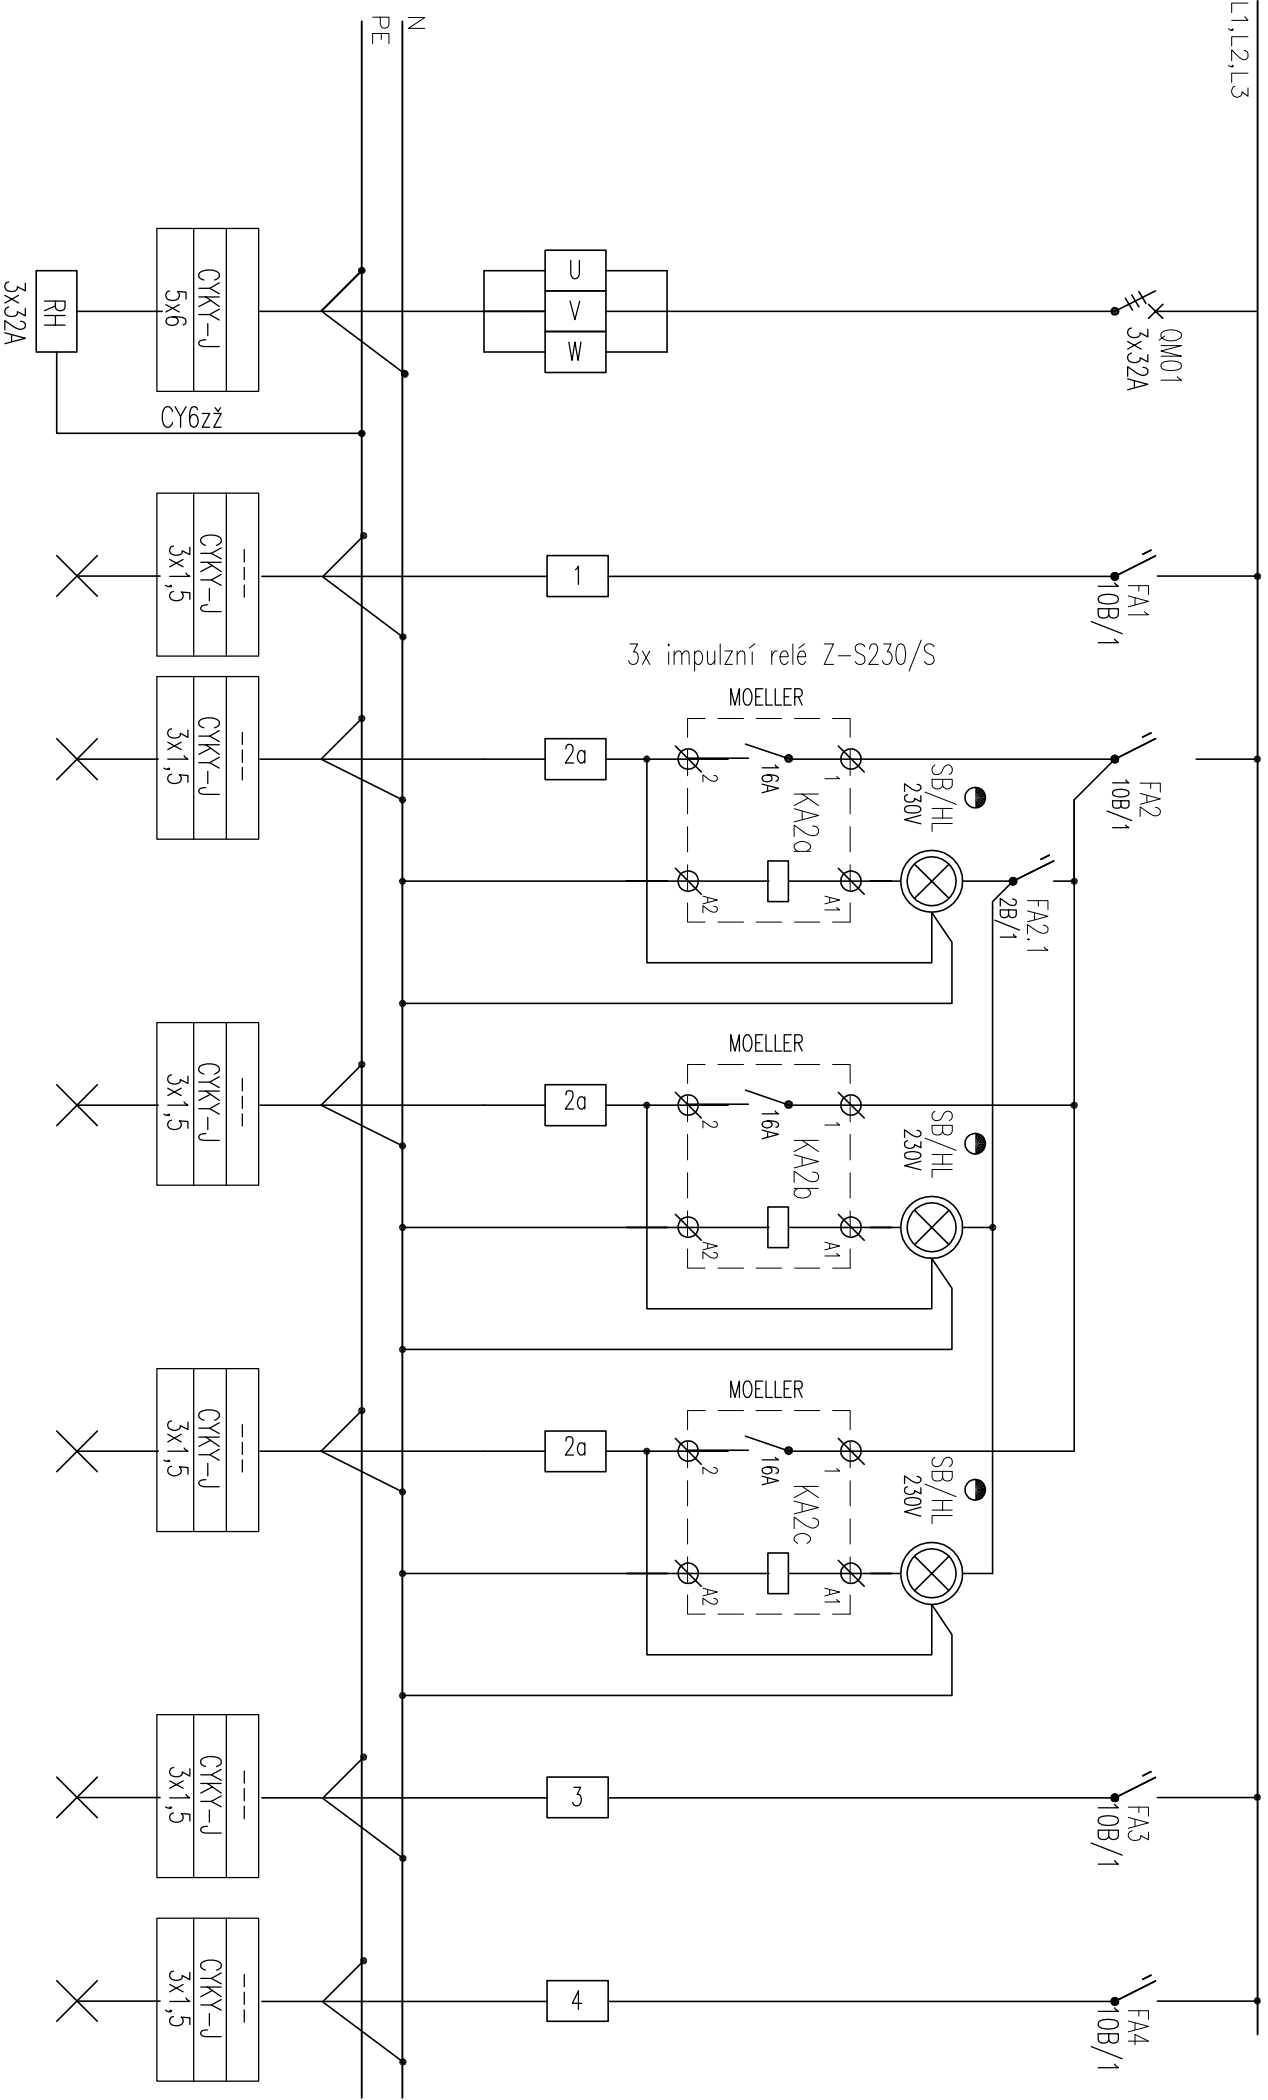 L1,L2,L3
N
PE
QM01
3x32A
U
V
W
CYKY-J
5x6
RH
3x32A
CY6zž
FA1
10B/1
1
---
CYKY-J
3x1,5
3x impulzní relé Z-S230/S
FA2
10B/1
FA2.1
2B/1
SB/HL
230V
MOELLER
1
2
16A
KA2a
A1
A2
2a
---
CYKY-J
3x1,5
SB/HL
230V
MOELLER
1
2
16A
KA2b
A1
A2
2a
---
CYKY-J
3x1,5
SB/HL
230V
MOELLER
1
2
16A
KA2c
A1
A2
2a
---
CYKY-J
3x1,5
FA3
10B/1
3
---
CYKY-J
3x1,5
FA4
10B/1
4
---
CYKY-J
3x1,5